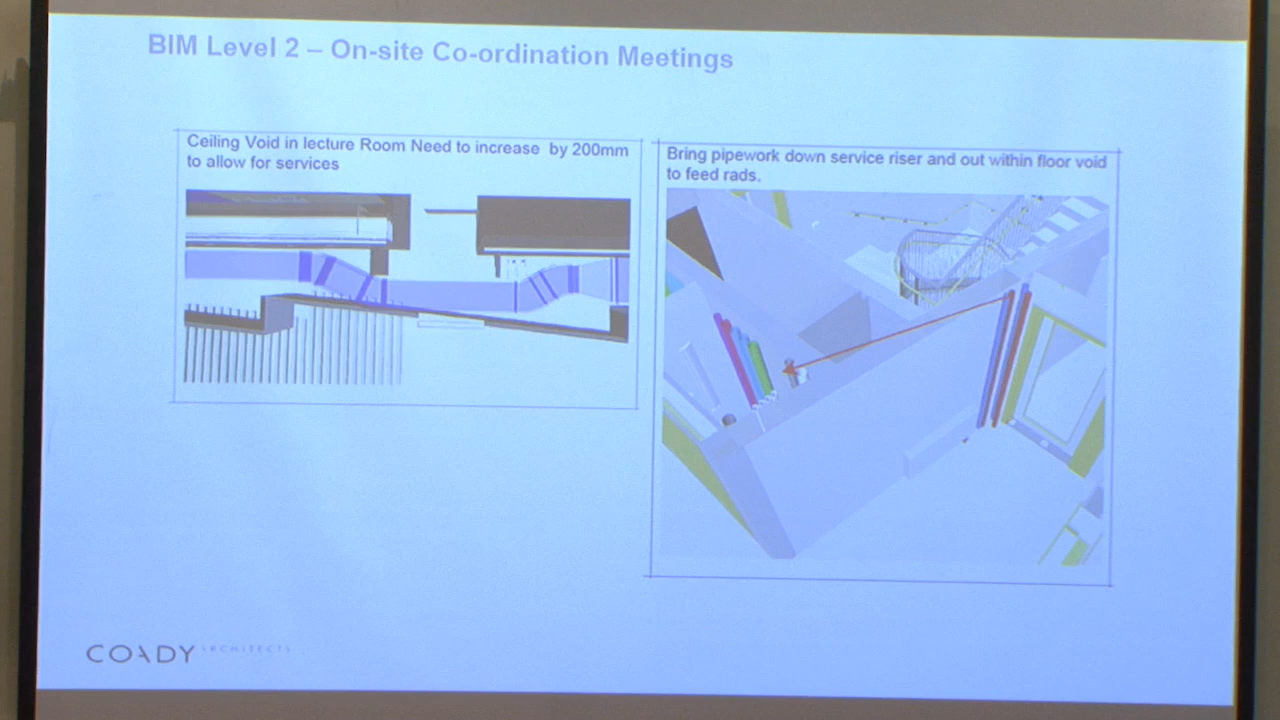 BIM Level 2 – On-site Co-ordination Meetings
Ceiling Void in lecture Room Need to increase by 200mm
to allow for services
Bring pipework down service riser and out within floor void
to feed rads.
COADY ARCHITECTS